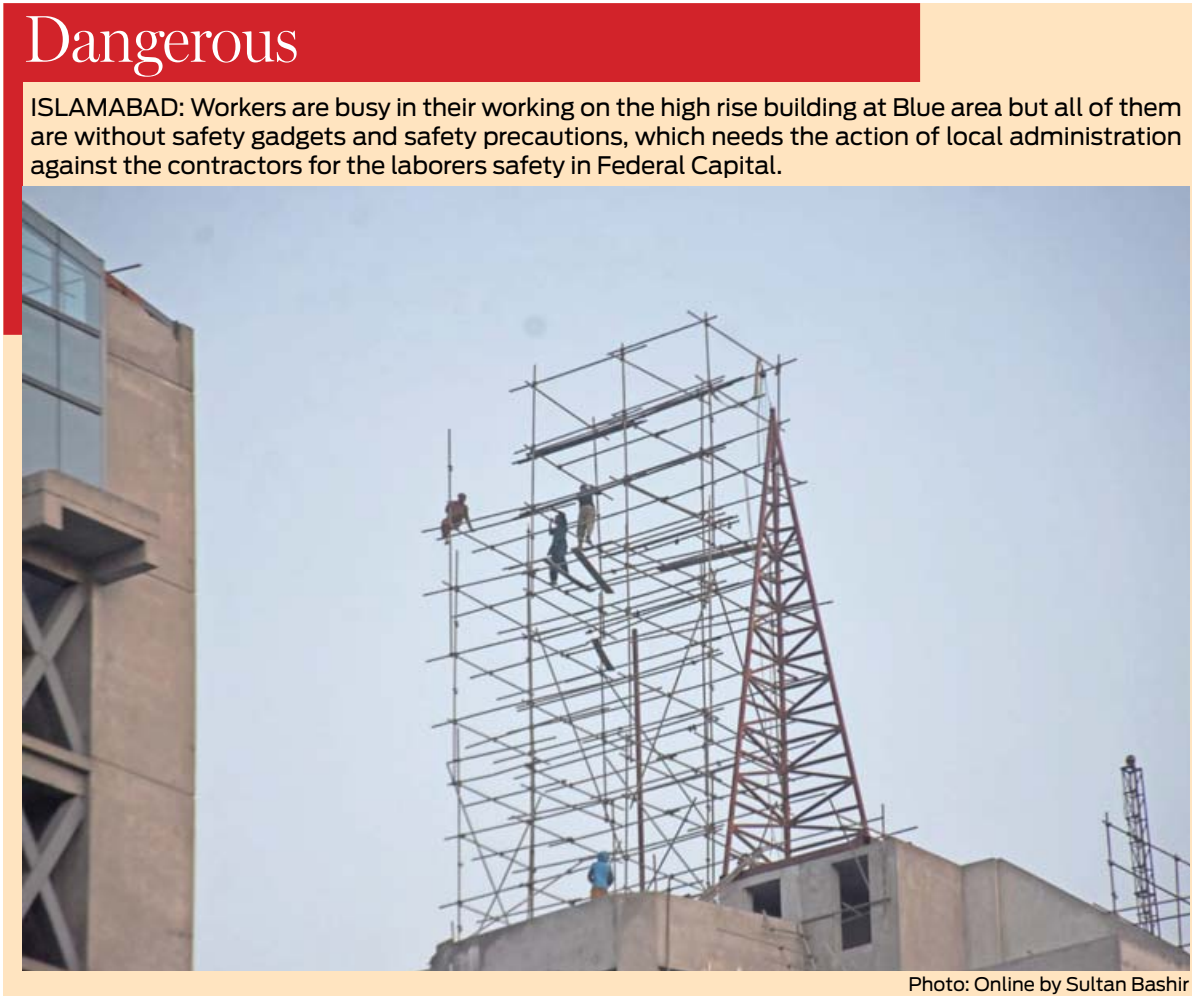 Dangerous
ISLAMABAD: Workers are busy in their working on the high rise building at Blue area but all of them
are without safety gadgets and safety precautions, which needs the action of local administration
against the contractors for the laborers safety in Federal Capital.
Photo: Online by Sultan Bashir